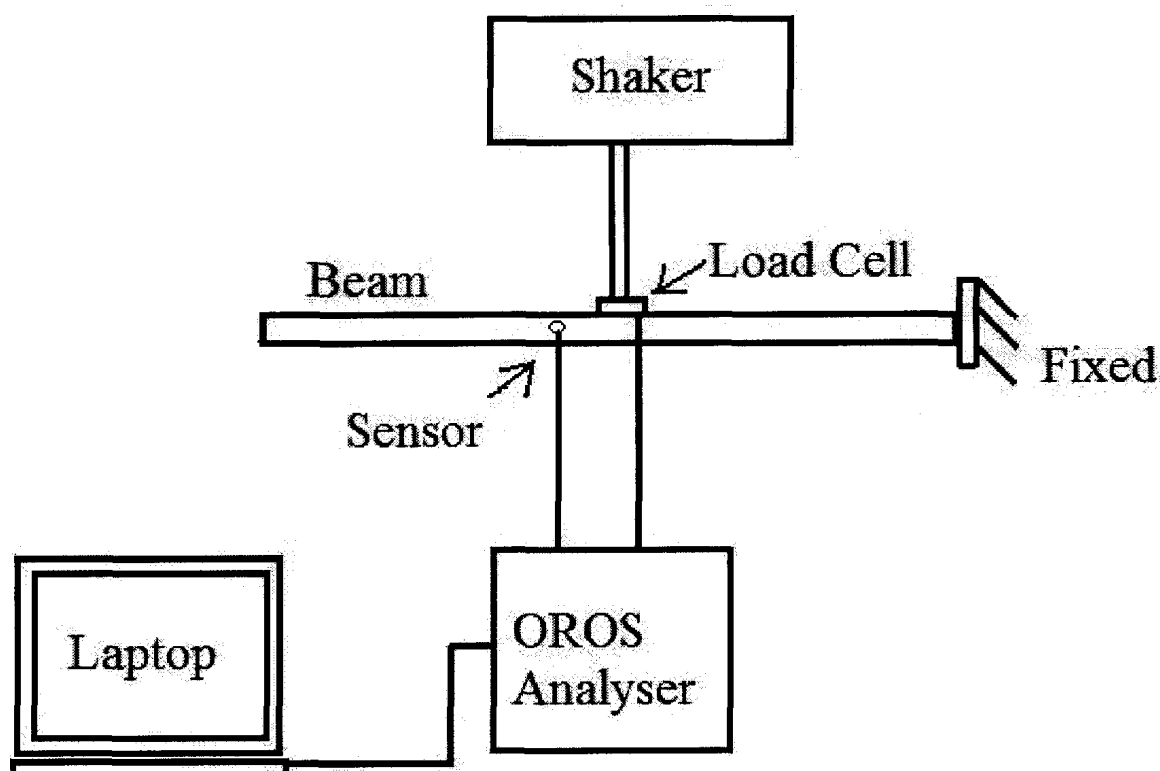 Shaker
Load Cell
Beam
Fixed
Sensor
OROS
Analyser
Laptop